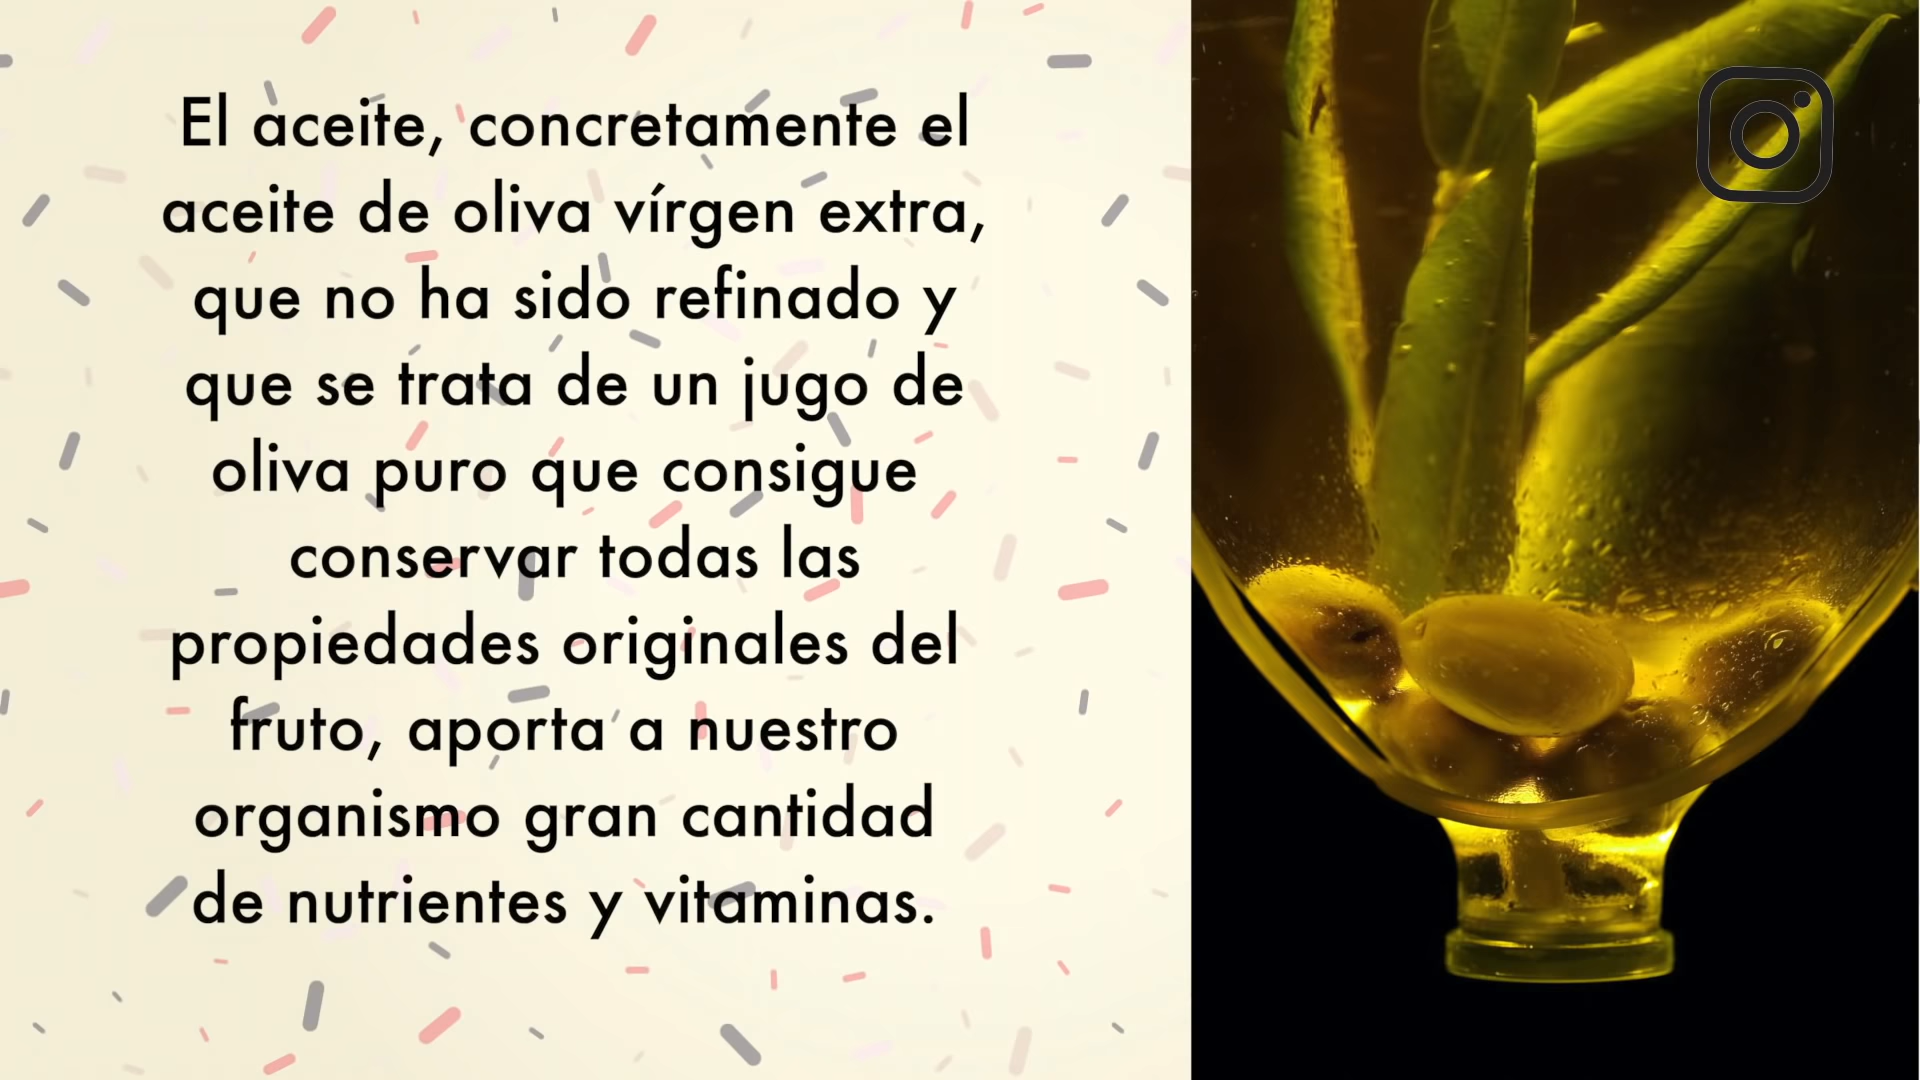 El aceite, concretamente el
aceite de oliva vírgen extra,
que no ha sido refinado y
que se trata de un jugo de
oliva puro que consigue
conservar todas las
propiedades originales del
fruto, aporta a nuestro
organismo gran cantidad
de nutrientes y vitaminas.